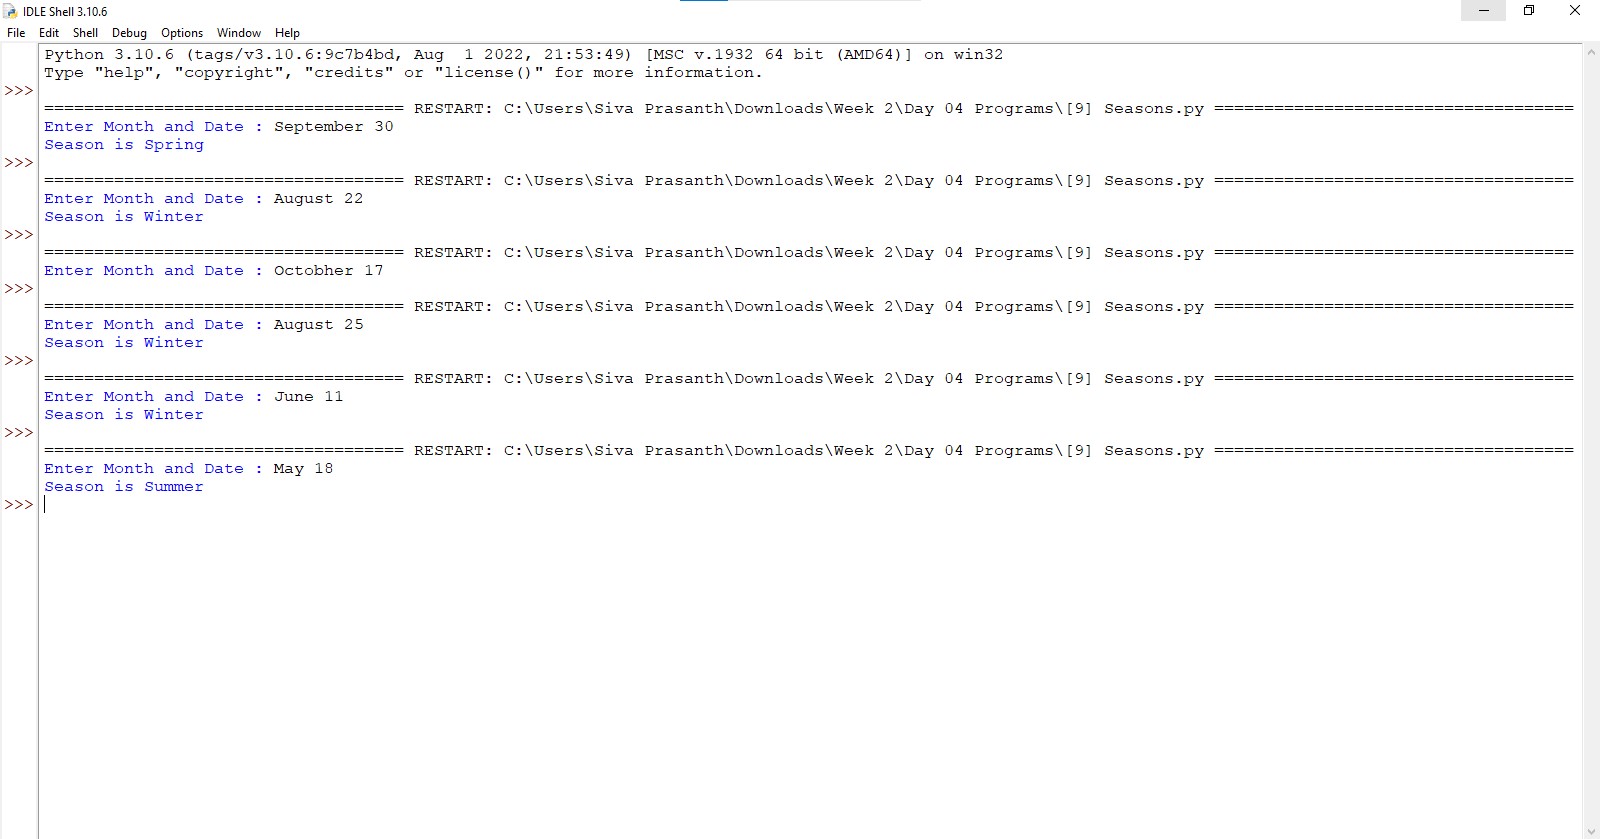 IDLE Shell 3.10.6
File Edit Shell Debug Options Window Help
Python 3.10.6 (tags/v3.10.6:9c7b4bd, Aug  1 2022, 21:53:49) [MSC v.1932 64 bit (AMD64)] on win32
Type "help", "copyright", "credits" or "license()" for more information.
>>>
==================================== RESTART: C:\Users\Siva Prasanth\Downloads\Week 2\Day 04 Programs\[9] Seasons.py ====================================
Enter Month and Date : September 30
Season is Spring
>>>
==================================== RESTART: C:\Users\Siva Prasanth\Downloads\Week 2\Day 04 Programs\[9] Seasons.py ====================================
Enter Month and Date : August 22
Season is Winter
>>>
==================================== RESTART: C:\Users\Siva Prasanth\Downloads\Week 2\Day 04 Programs\[9] Seasons.py ====================================
Enter Month and Date : Octobher 17
>>>
==================================== RESTART: C:\Users\Siva Prasanth\Downloads\Week 2\Day 04 Programs\[9] Seasons.py ====================================
Enter Month and Date : August 25
Season is Winter
>>>
==================================== RESTART: C:\Users\Siva Prasanth\Downloads\Week 2\Day 04 Programs\[9] Seasons.py ====================================
Enter Month and Date : June 11
Season is Winter
>>>
==================================== RESTART: C:\Users\Siva Prasanth\Downloads\Week 2\Day 04 Programs\[9] Seasons.py ====================================
Enter Month and Date : May 18
Season is Summer
>>>